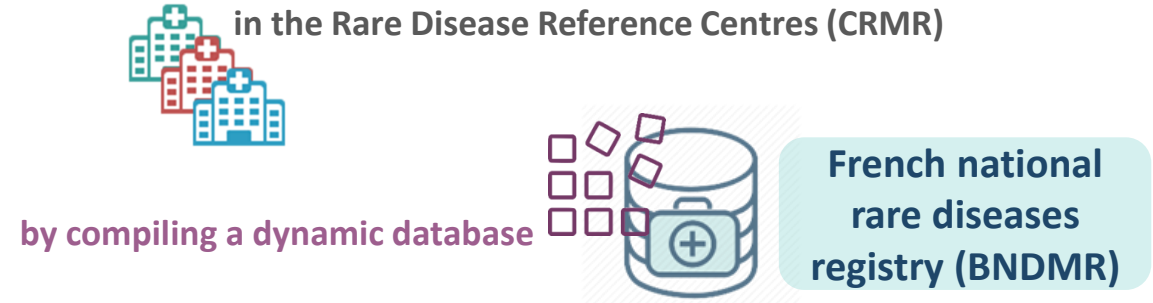 in the Rare Disease Reference Centres (CRMR)
by compiling a dynamic database
French national
rare diseases
registry (BNDMR)